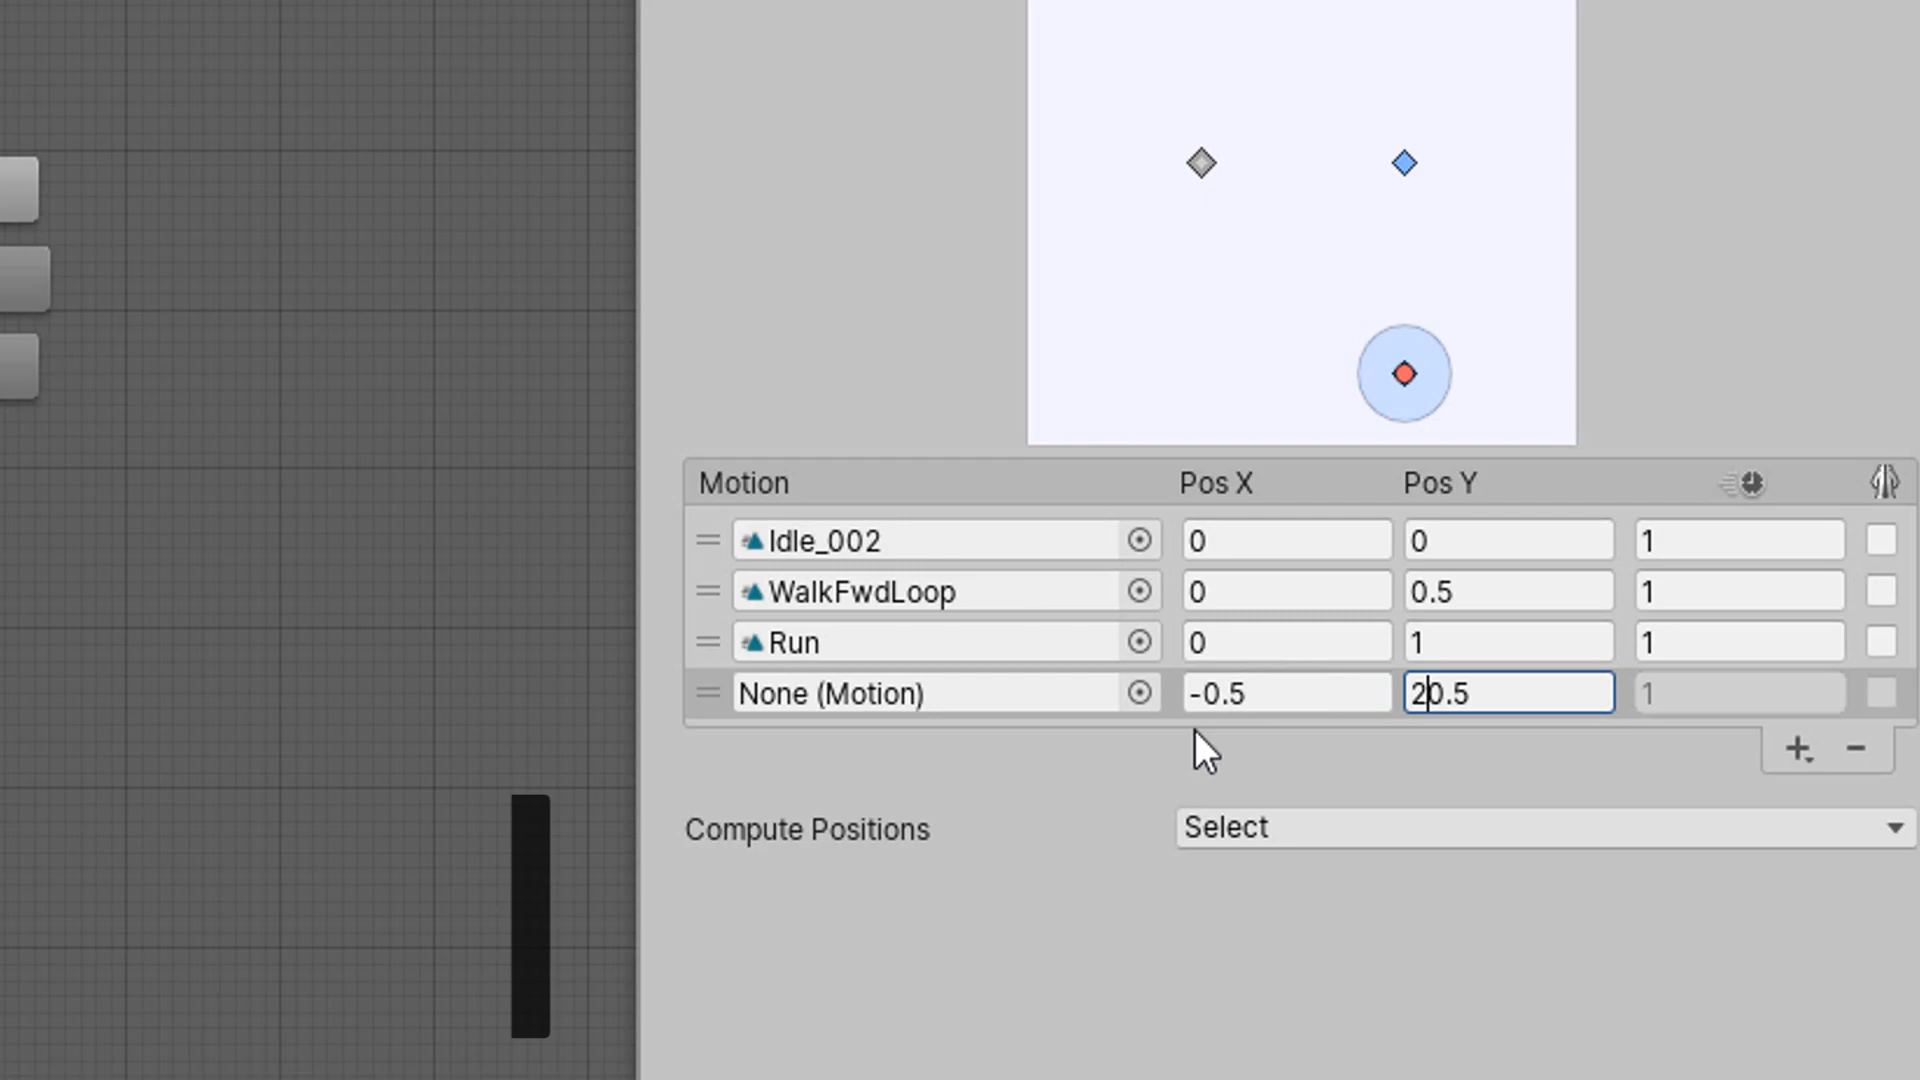 Motion Pos X Pos Y
Idle_002 0 0 1
WalkFwdLoop 0 0.5 1
Run 0 1 1
None (Motion) -0.5 20.5 1
+ -
Compute Positions Select